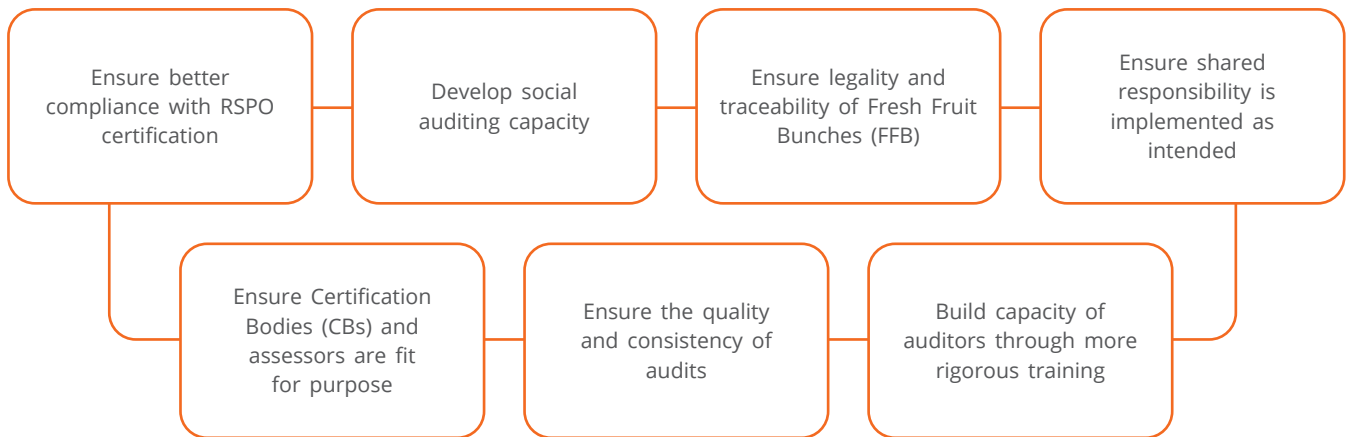 Ensure better
compliance with RSPO
certification
Develop social
auditing capacity
Ensure legality and
traceability of Fresh Fruit
Bunches (FFB)
Ensure shared
responsibility is
implemented as
intended
Ensure Certification
Bodies (CBs) and
assessors are fit
for purpose
Ensure the quality
and consistency of
audits
Build capacity of
auditors through more
rigorous training